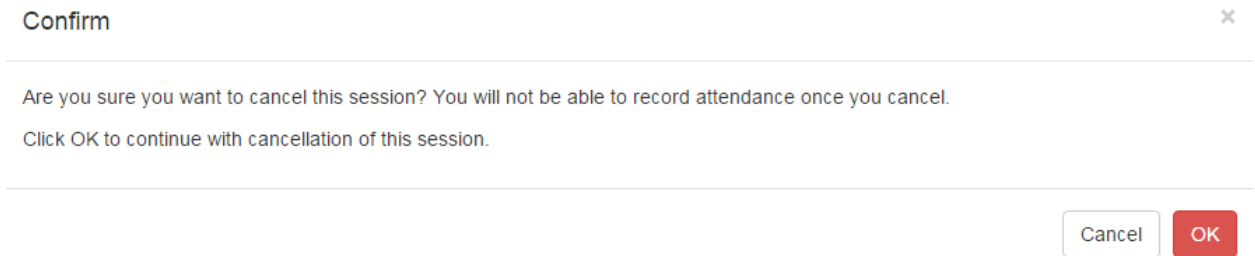 Confirm ×
Are you sure you want to cancel this session? You will not be able to record attendance once you cancel.
Click OK to continue with cancellation of this session.
Cancel OK